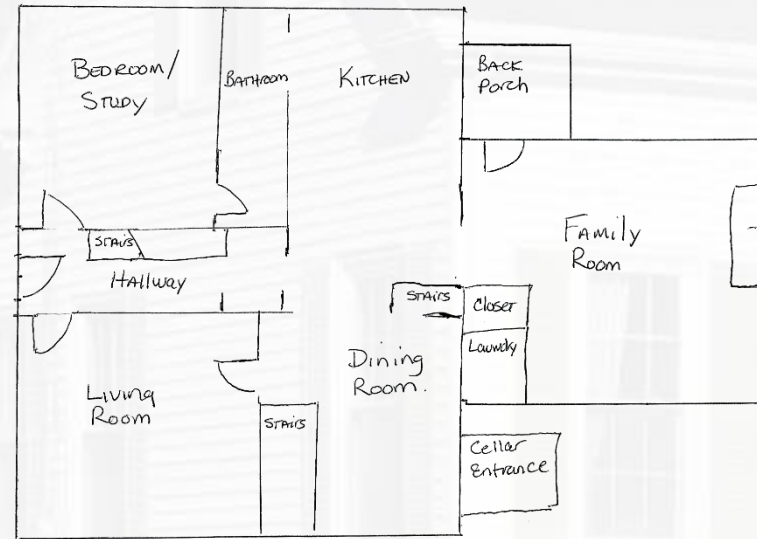 BEDROOM/
STUDY
BATHROOM
KITCHEN
BACK
Porch
STAIRS
Hallway
Family
Room
STAIRS
Closet
Laundry
Dining
Room.
Living
Room
STAIRS
Cellar
Entrance